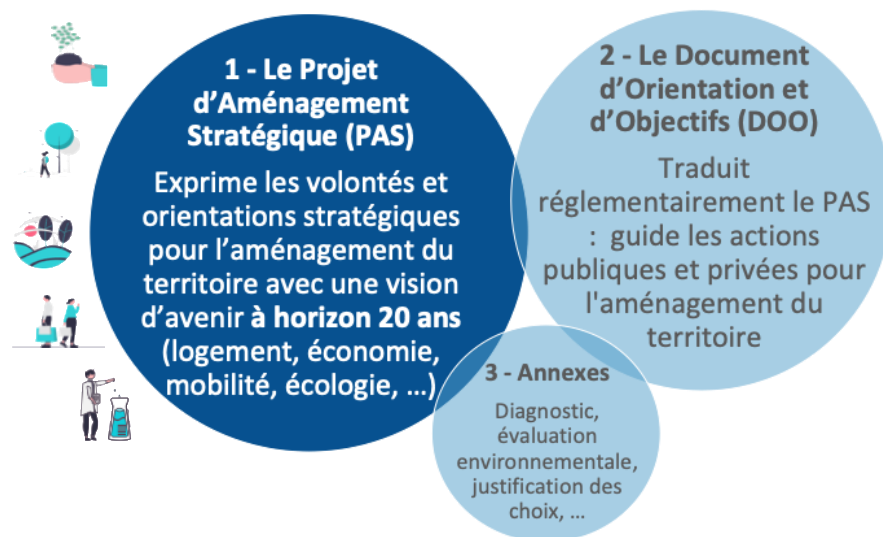 1 - Le Projet
d’Aménagement
Stratégique (PAS)
Exprime les volontés et
orientations stratégiques
pour l’aménagement du
territoire avec une vision
d’avenir à horizon 20 ans
(logement, économie,
mobilité, écologie, …)
2 - Le Document
d’Orientation et
d’Objectifs (DOO)
Traduit
réglementairement le PAS
: guide les actions
publiques et privées pour
l'aménagement du
territoire
3 - Annexes
Diagnostic,
évaluation
environnementale,
justification des
choix, …